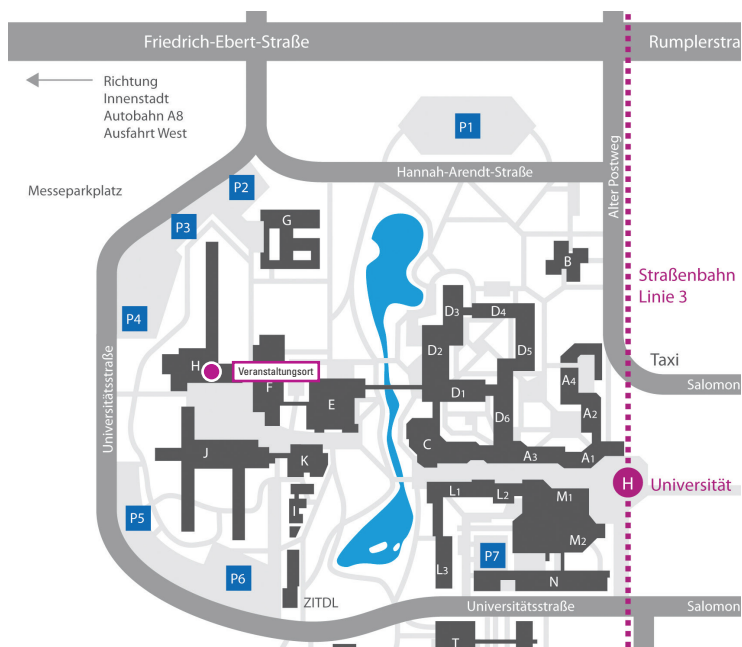 Friedrich-Ebert-Straße
Rumplerstra
Richtung
Innenstadt
Autobahn A8
Ausfahrt West
P1
Hannah-Arendt-Straße
Alter Postweg
Messeparkplatz
P2
P3
G
B
Straßenbahn
Linie 3
P4
D3
D4
D2
D5
H
Veranstaltungsort
F
E
D1
A4
Taxi
Salomon
A2
D6
C
A3
A1
Universitätsstraße
J
K
L1
L2
M1
H
Universität
I
P5
M2
L3
P7
N
P6
ZITDL
Universitätsstraße
Salomon
T